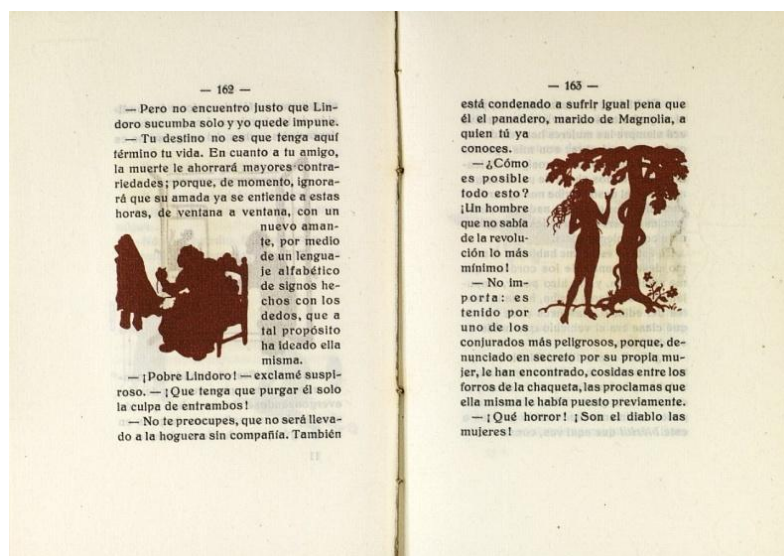 — 162 —
— Pero no encuentro justo que Lin-
doro sucumba solo y yo quede impune.
— Tu destino no es que tenga aquí
término tu vida. En cuanto a tu amigo,
la muerte le ahorrará mayores contra-
riedades; porque, de momento, ignora-
rá que su amada ya se entiende a estas
horas, de ventana a ventana, con un
nuevo aman-
te, por medio
de un lengua-
je alfabético
de signos he-
chos con los
dedos, que a
tal propósito
ha ideado ella
misma.
— ¡Pobre Lindoro! — exclamé suspi-
roso. — ¡Que tenga que purgar él solo
la culpa de entrambos!
— No te preocupes, que no será lleva-
do a la hoguera sin compañía. También
— 163 —
está condenado a sufrir igual pena que
él el panadero, marido de Magnolia, a
quien tú ya
conoces.
— ¿Cómo
es posible
todo esto?
¡Un hombre
que no sabía
de la revolu-
ción lo más
mínimo!
— No im-
porta: es
tenido por
uno de los
conjurados más peligrosos, porque, de-
nunciado en secreto por su propia mu-
jer, le han encontrado, cosidas entre los
forros de la chaqueta, las proclamas que
ella misma le había puesto previamente.
— ¡Qué horror! ¡Son el diablo las
mujeres!